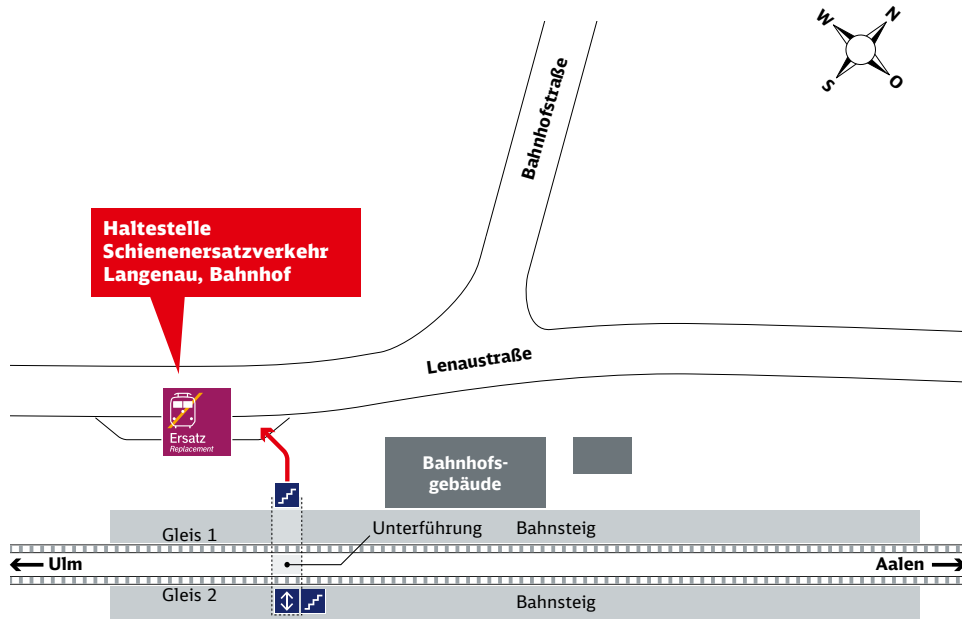 W
N
S
O
Bahnhofstraße
Haltestelle
Schienenersatzverkehr
Langenau, Bahnhof
Lenaustraße
Ersatz
Replacement
Bahnhofs-
gebäude
Gleis 1
Unterführung
Bahnsteig
Ulm
Aalen
Gleis 2
Bahnsteig